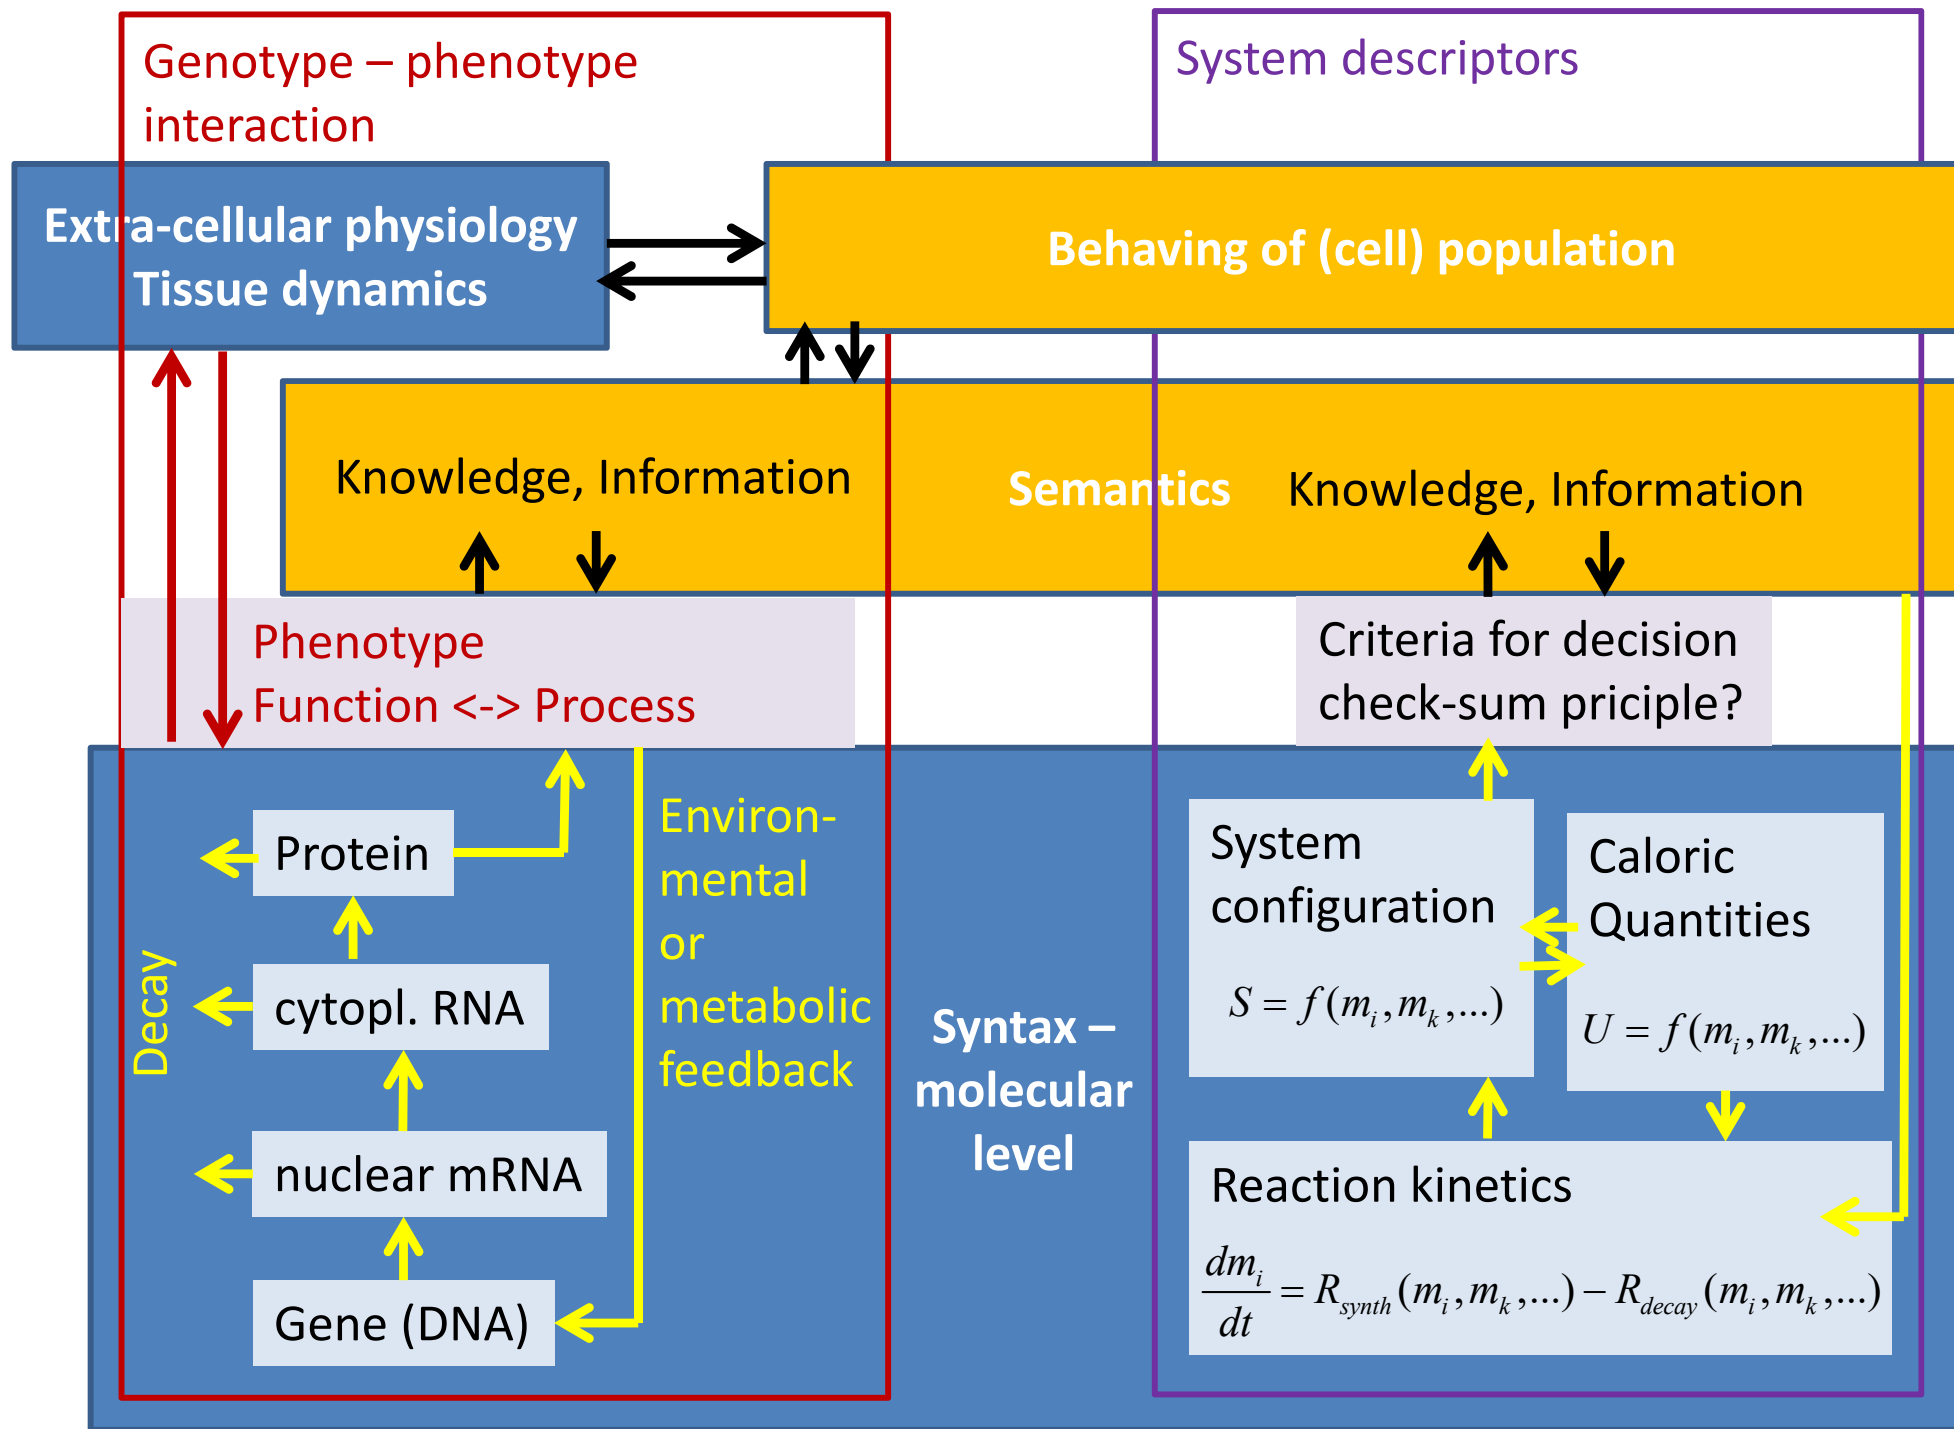 Genotype – phenotype
interaction
System descriptors
Extra-cellular physiology
Tissue dynamics
Behaving of (cell) population
Knowledge, Information
Semantics
Knowledge, Information
Phenotype
Function <-> Process
Criteria for decision
check-sum priciple?
Protein
cytopl. RNA
nuclear mRNA
Gene (DNA)
Decay
Environ-
mental
or
metabolic
feedback
Syntax –
molecular
level
System
configuration
S = f(m_i, m_k,...)
Caloric
Quantities
U = f(m_i, m_k,...)
Reaction kinetics
dm_i/dt = R_synth(m_i, m_k,...) − R_decay(m_i, m_k,...)